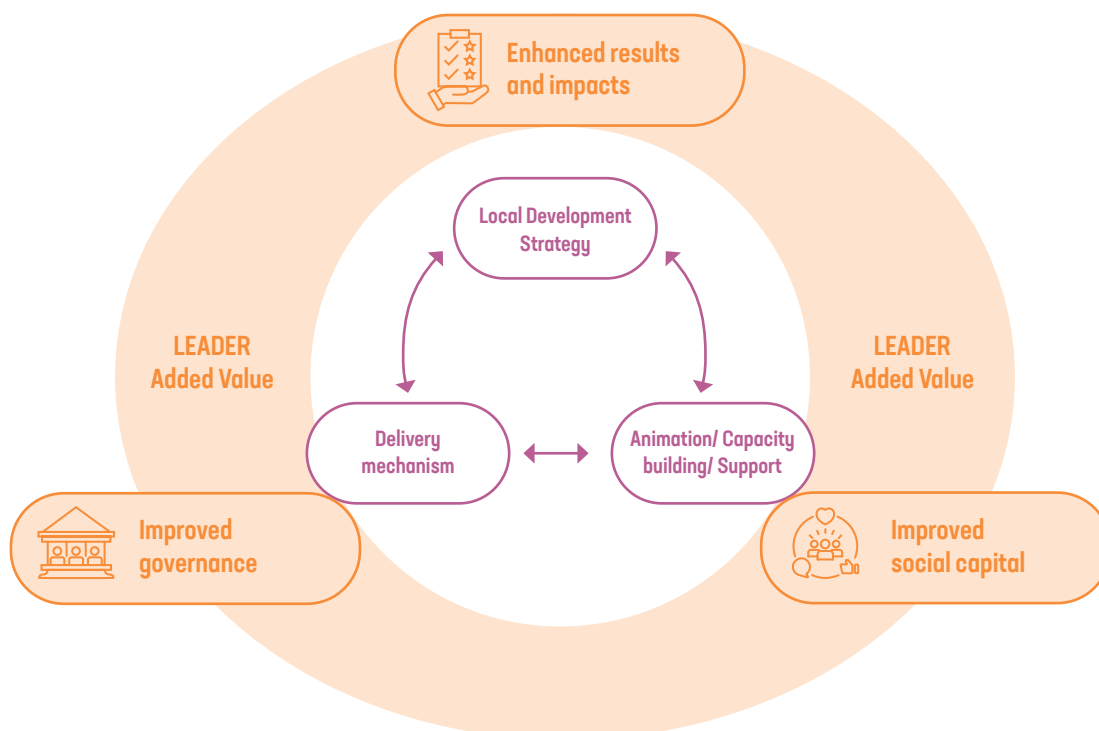 Enhanced results
and impacts
Local Development
Strategy
LEADER
Added Value
LEADER
Added Value
Delivery
mechanism
Animation/ Capacity
building/ Support
Improved
governance
Improved
social capital